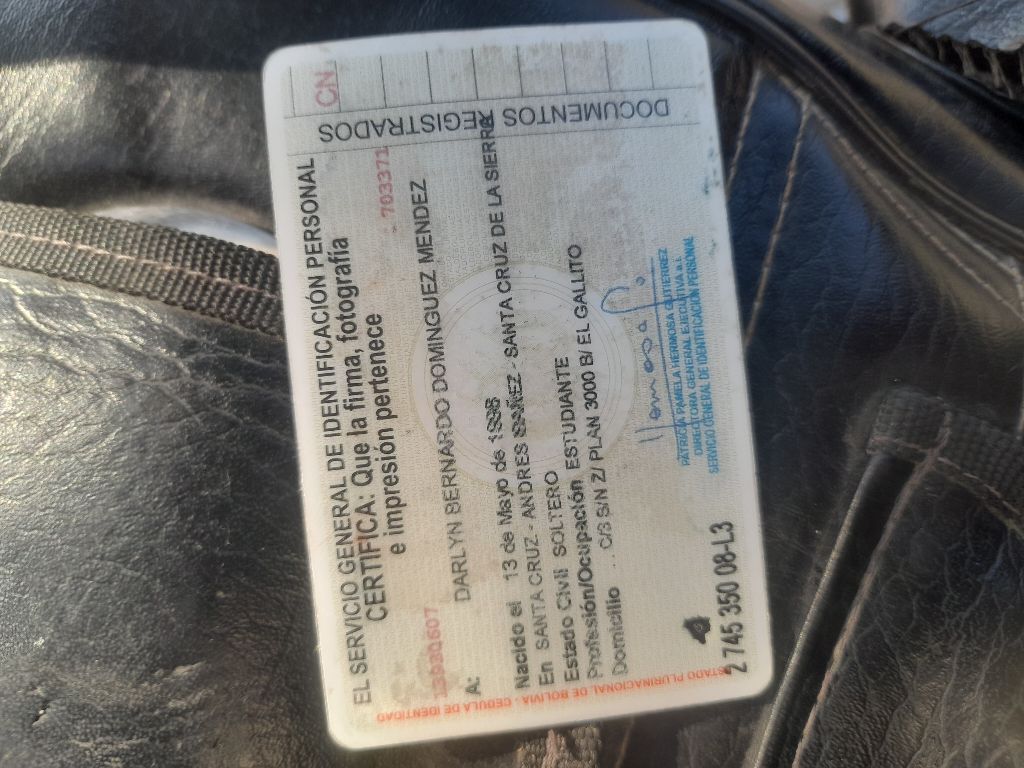 EL SERVICIO GENERAL DE IDENTIFICACIÓN PERSONAL
CERTIFICA: Que la firma, fotografía
e impresión pertenece
703371
A: DARLYN BERNARDO DOMINGUEZ MENDEZ
Nacido el 13 de Mayo de
En SANTA CRUZ - ANDRES IBAÑEZ - SANTA CRUZ DE LA SIERRA
Estado Civil SOLTERO
Profesión/Ocupación ESTUDIANTE
Domicilio C/3 S/N Z/ PLAN 3000 B/ EL GALLITO
PATRICIA PAMELA HERMOSA GUTIERREZ
DIRECTORA GENERAL EJECUTIVA a.i.
SERVICIO GENERAL DE IDENTIFICACIÓN PERSONAL
2 745 350 08-L3
DOCUMENTOS REGISTRADOS
CN
ESTADO PLURINACIONAL DE BOLIVIA - CEDULA DE IDENTIDAD